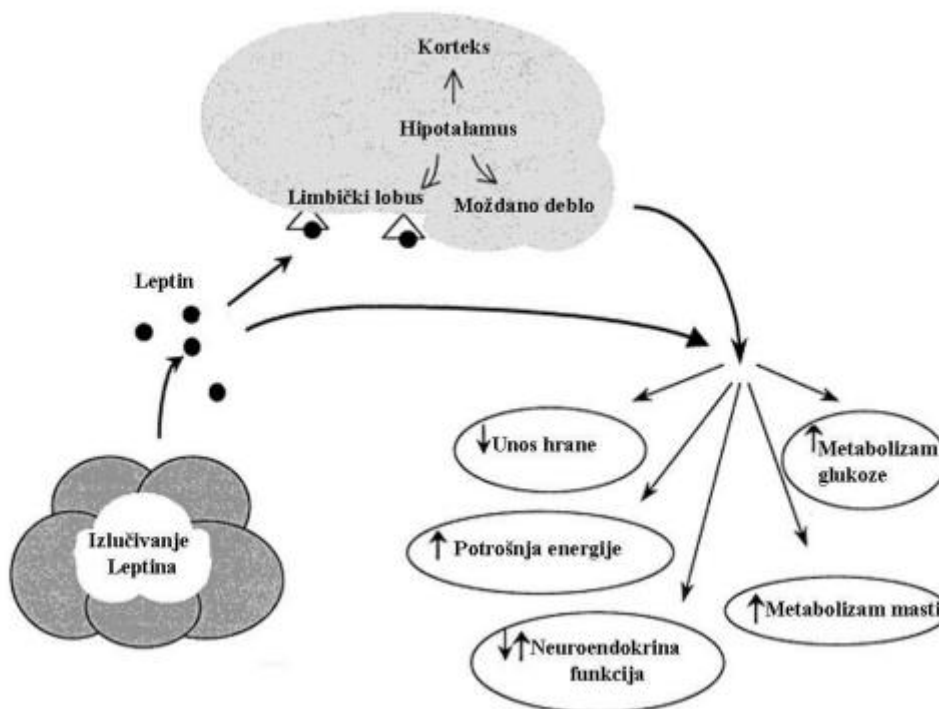 Korteks
Hipotalamus
Limbički lobus
Moždano deblo
Leptin
Izlučivanje
Leptina
↓ Unos hrane
↑ Metabolizam
glukoze
↑ Potrošnja energije
↑ Metabolizam masti
↓↑ Neuroendokrina
funkcija